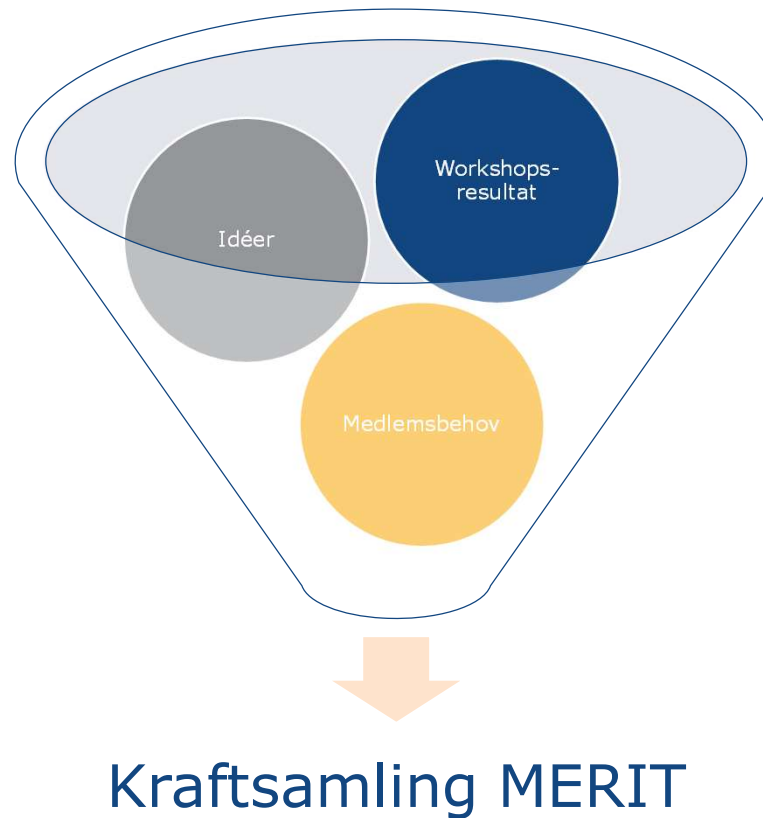 Workshops-
resultat
Idéer
Medlemsbehov
Kraftsamling MERIT